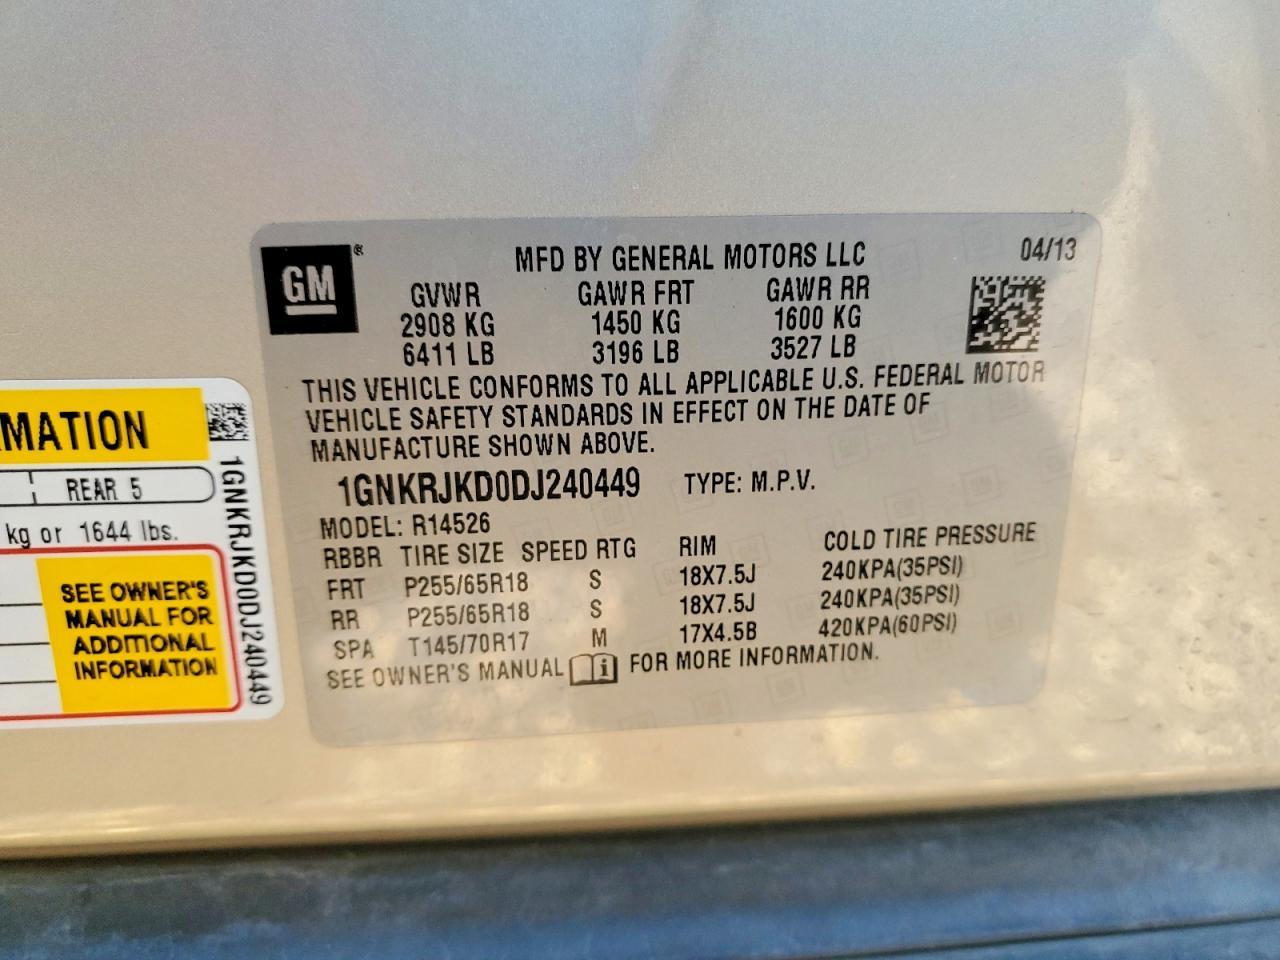 GM ®
MFD BY GENERAL MOTORS LLC 04/13
GVWR GAWR FRT GAWR RR
2908 KG 1450 KG 1600 KG
6411 LB 3196 LB 3527 LB
THIS VEHICLE CONFORMS TO ALL APPLICABLE U.S. FEDERAL MOTOR
VEHICLE SAFETY STANDARDS IN EFFECT ON THE DATE OF
MANUFACTURE SHOWN ABOVE.
1GNKRJKD0DJ240449 TYPE: M.P.V.
MODEL: R14526
RBBR TIRE SIZE SPEED RTG RIM COLD TIRE PRESSURE
FRT P255/65R18 S 18X7.5J 240KPA(35PSI)
RR P255/65R18 S 18X7.5J 240KPA(35PSI)
SPA T145/70R17 M 17X4.5B 420KPA(60PSI)
SEE OWNER'S MANUAL i FOR MORE INFORMATION.
RMATION
REAR 5
kg or 1644 lbs.
SEE OWNER'S
MANUAL FOR
ADDITIONAL
INFORMATION
1GNKRJKD0DJ240449